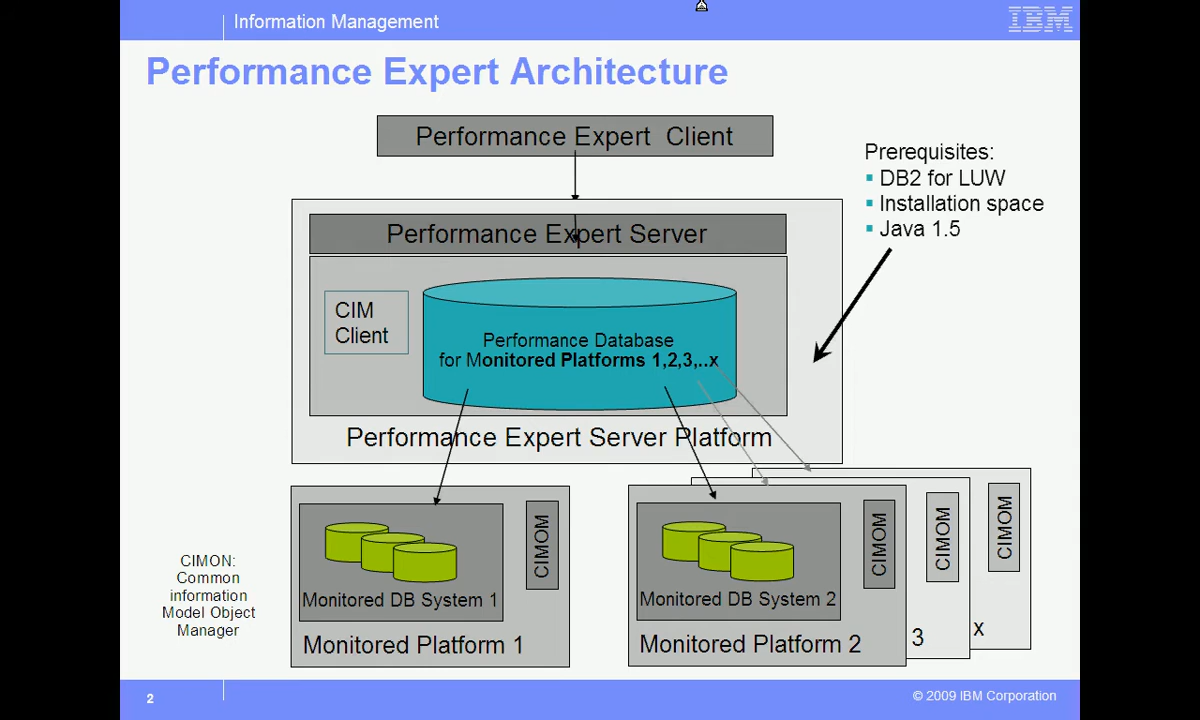 Information Management
IBM
Performance Expert Architecture
Performance Expert Client
Prerequisites:
DB2 for LUW
Installation space
Java 1.5
Performance Expert Server
CIM
Client
Performance Database
for Monitored Platforms 1,2,3,..x
Performance Expert Server Platform
CIMOM
CIMOM
CIMOM
CIMOM
CIMON:
Common
information
Model Object
Manager
Monitored DB System 1
Monitored DB System 2
Monitored Platform 1
Monitored Platform 2
3
x
2
© 2009 IBM Corporation